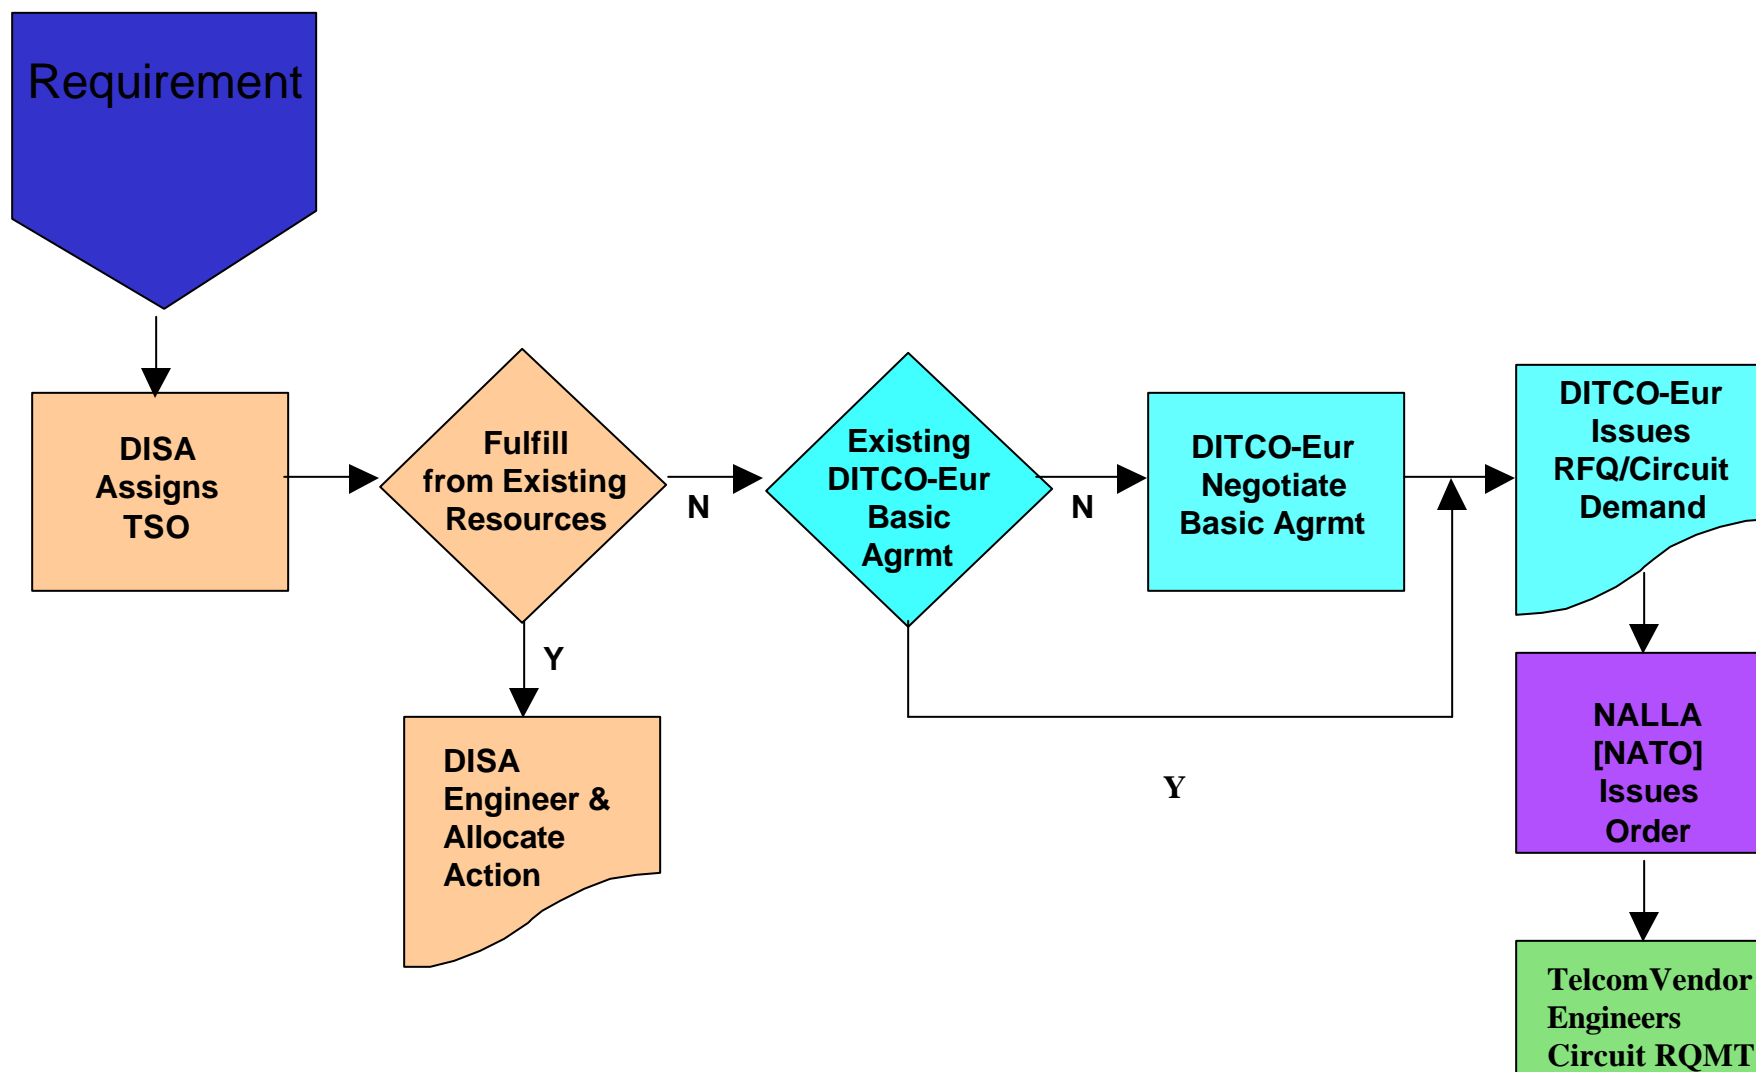 Requirement
DISA
Assigns
TSO
Fulfill
from Existing
Resources
N
Y
DISA
Engineer &
Allocate
Action
Existing
DITCO-Eur
Basic
Agrmt
N
Y
DITCO-Eur
Negotiate
Basic Agrmt
DITCO-Eur
Issues
RFQ/Circuit
Demand
NALLA
[NATO]
Issues
Order
TelcomVendor
Engineers
Circuit RQMT